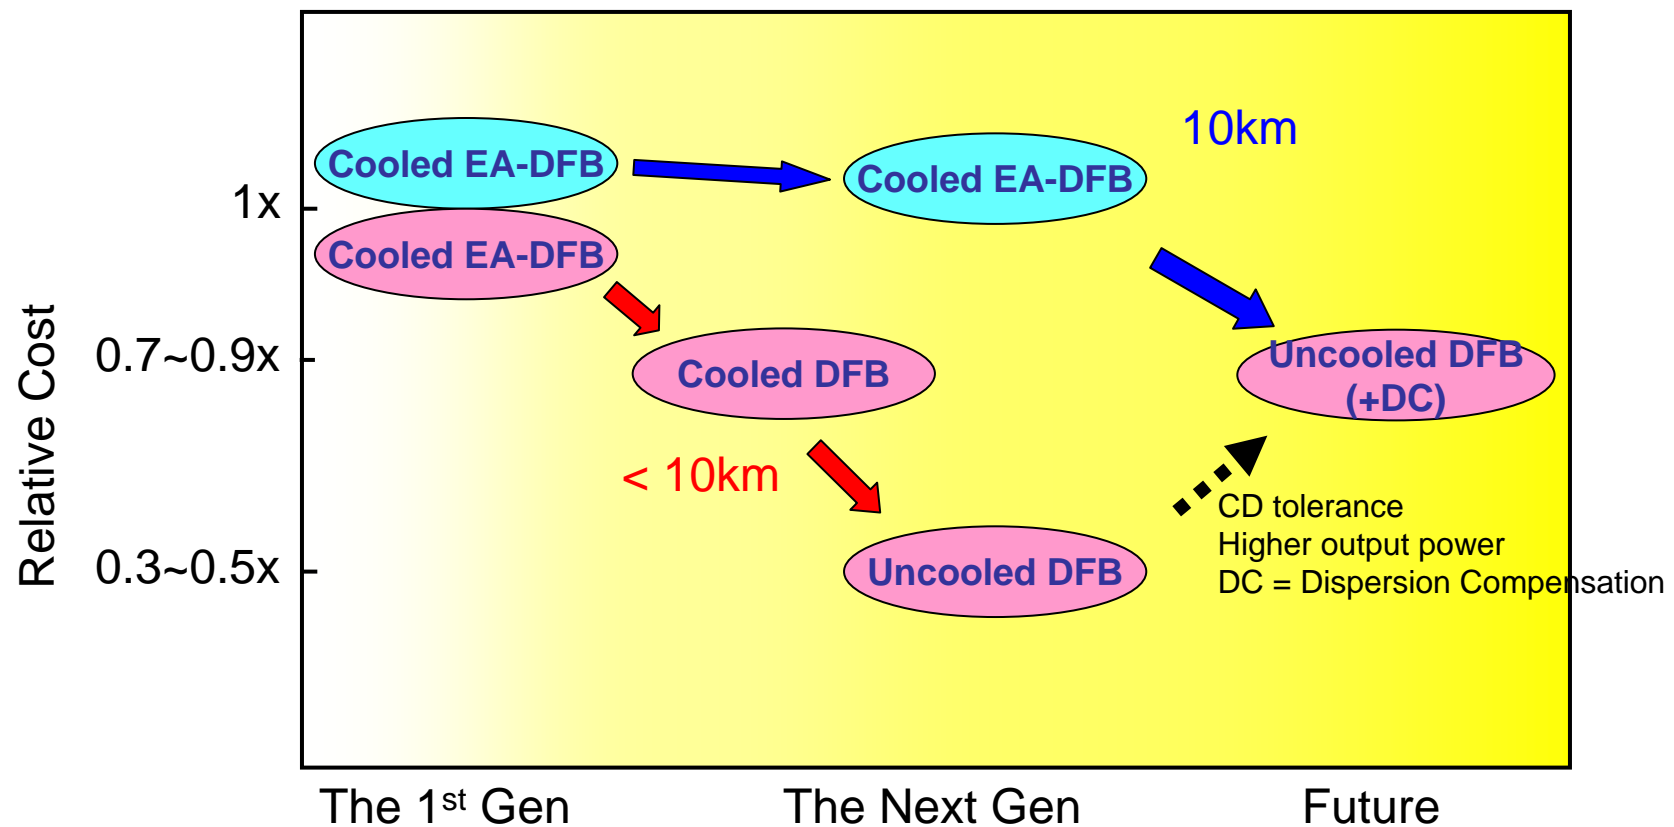 10km
Cooled EA-DFB
Cooled EA-DFB
1x
Cooled EA-DFB
Relative Cost
0.7~0.9x
Cooled DFB
Uncooled DFB
(+DC)
< 10km
CD tolerance
Higher output power
DC = Dispersion Compensation
0.3~0.5x
Uncooled DFB
The 1st Gen
The Next Gen
Future